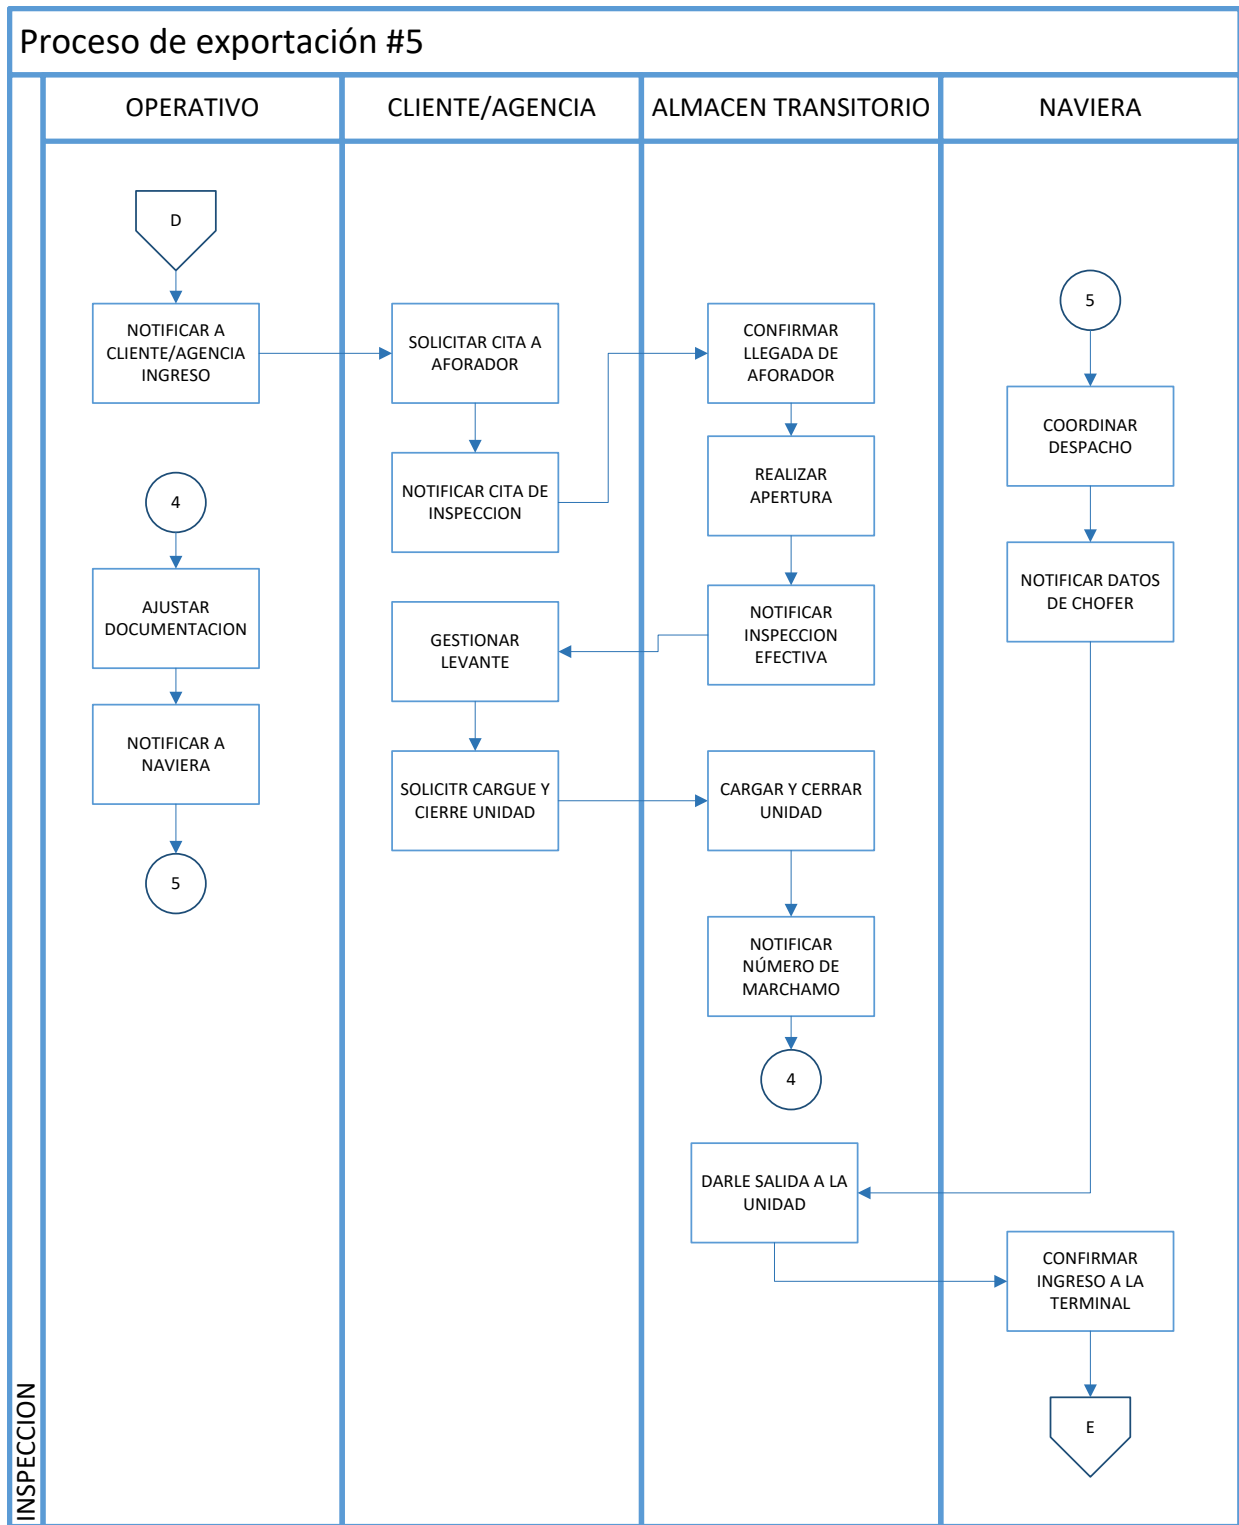 Proceso de exportación #5
OPERATIVO
CLIENTE/AGENCIA
ALMACEN TRANSITORIO
NAVIERA
INSPECCION
D
NOTIFICAR A
CLIENTE/AGENCIA
INGRESO
4
AJUSTAR
DOCUMENTACION
NOTIFICAR A
NAVIERA
5
SOLICITAR CITA A
AFORADOR
NOTIFICAR CITA DE
INSPECCION
GESTIONAR
LEVANTE
SOLICITR CARGUE Y
CIERRE UNIDAD
CONFIRMAR
LLEGADA DE
AFORADOR
REALIZAR
APERTURA
NOTIFICAR
INSPECCION
EFECTIVA
CARGAR Y CERRAR
UNIDAD
NOTIFICAR
NÚMERO DE
MARCHAMO
4
DARLE SALIDA A LA
UNIDAD
5
COORDINAR
DESPACHO
NOTIFICAR DATOS
DE CHOFER
CONFIRMAR
INGRESO A LA
TERMINAL
E